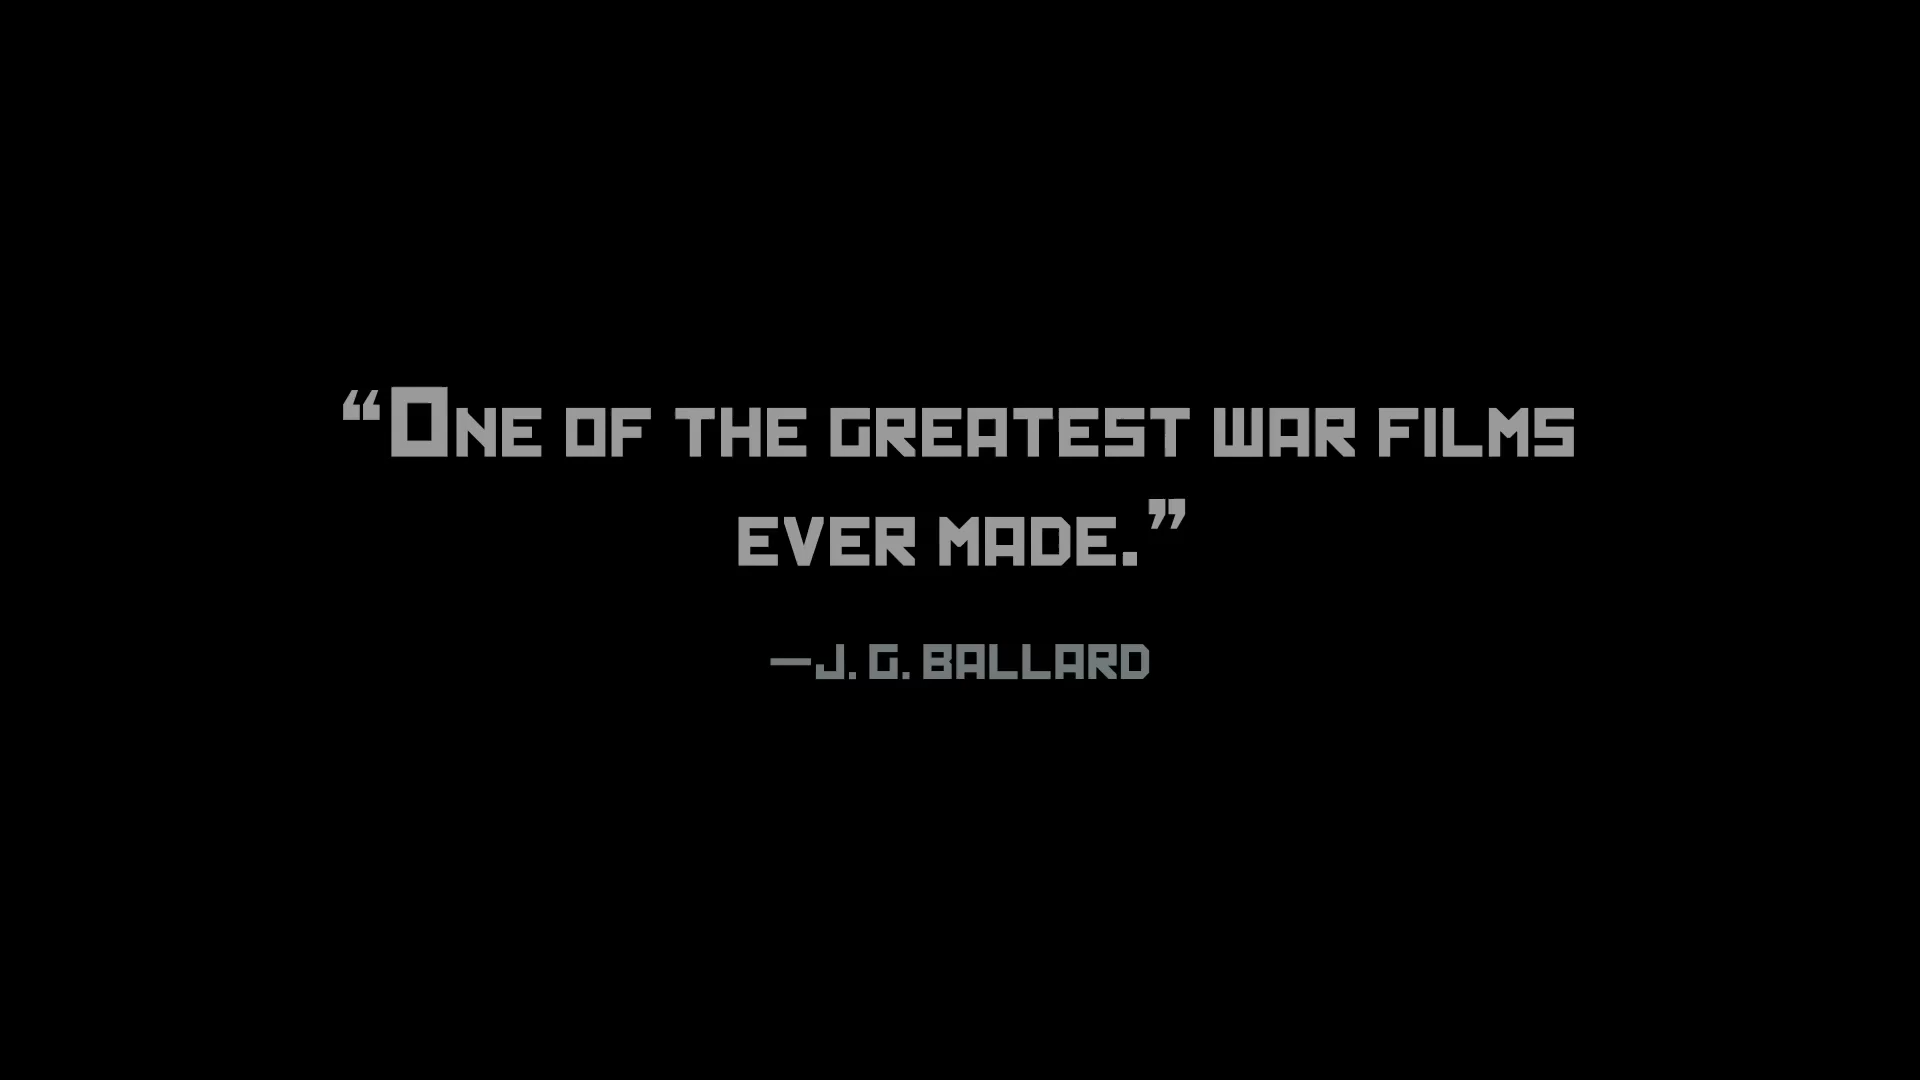 “One of the greatest war films
ever made.”
—J. G. Ballard